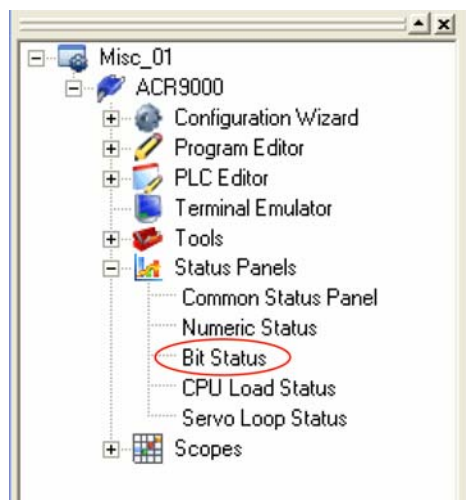 Misc_01
ACR9000
Configuration Wizard
Program Editor
PLC Editor
Terminal Emulator
Tools
Status Panels
Common Status Panel
Numeric Status
Bit Status
CPU Load Status
Servo Loop Status
Scopes